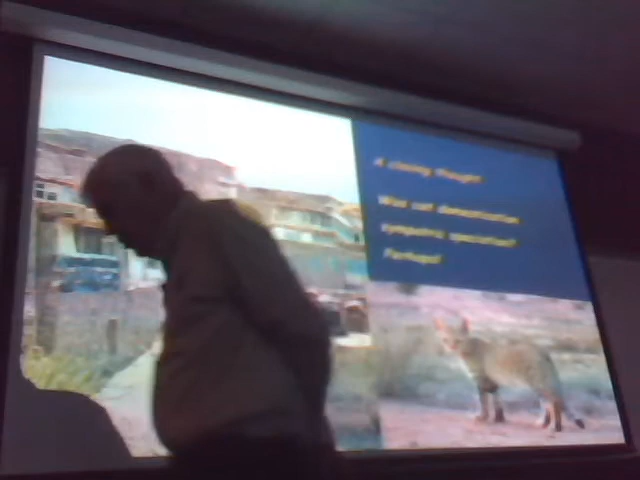 A closing thought
Was cat domestication
sympatric speciation?
Perhaps!